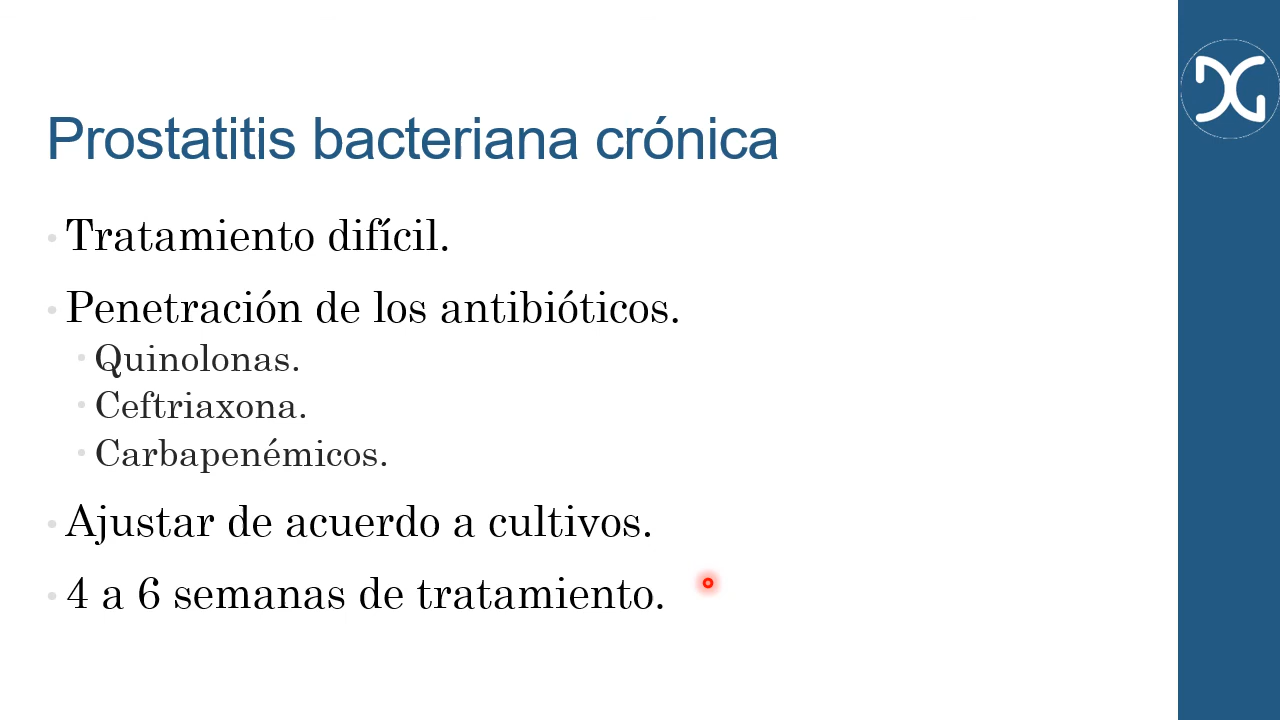 Prostatitis bacteriana crónica
Tratamiento difícil.
Penetración de los antibióticos.
Quinolonas.
Ceftriaxona.
Carbapenémicos.
Ajustar de acuerdo a cultivos.
4 a 6 semanas de tratamiento.